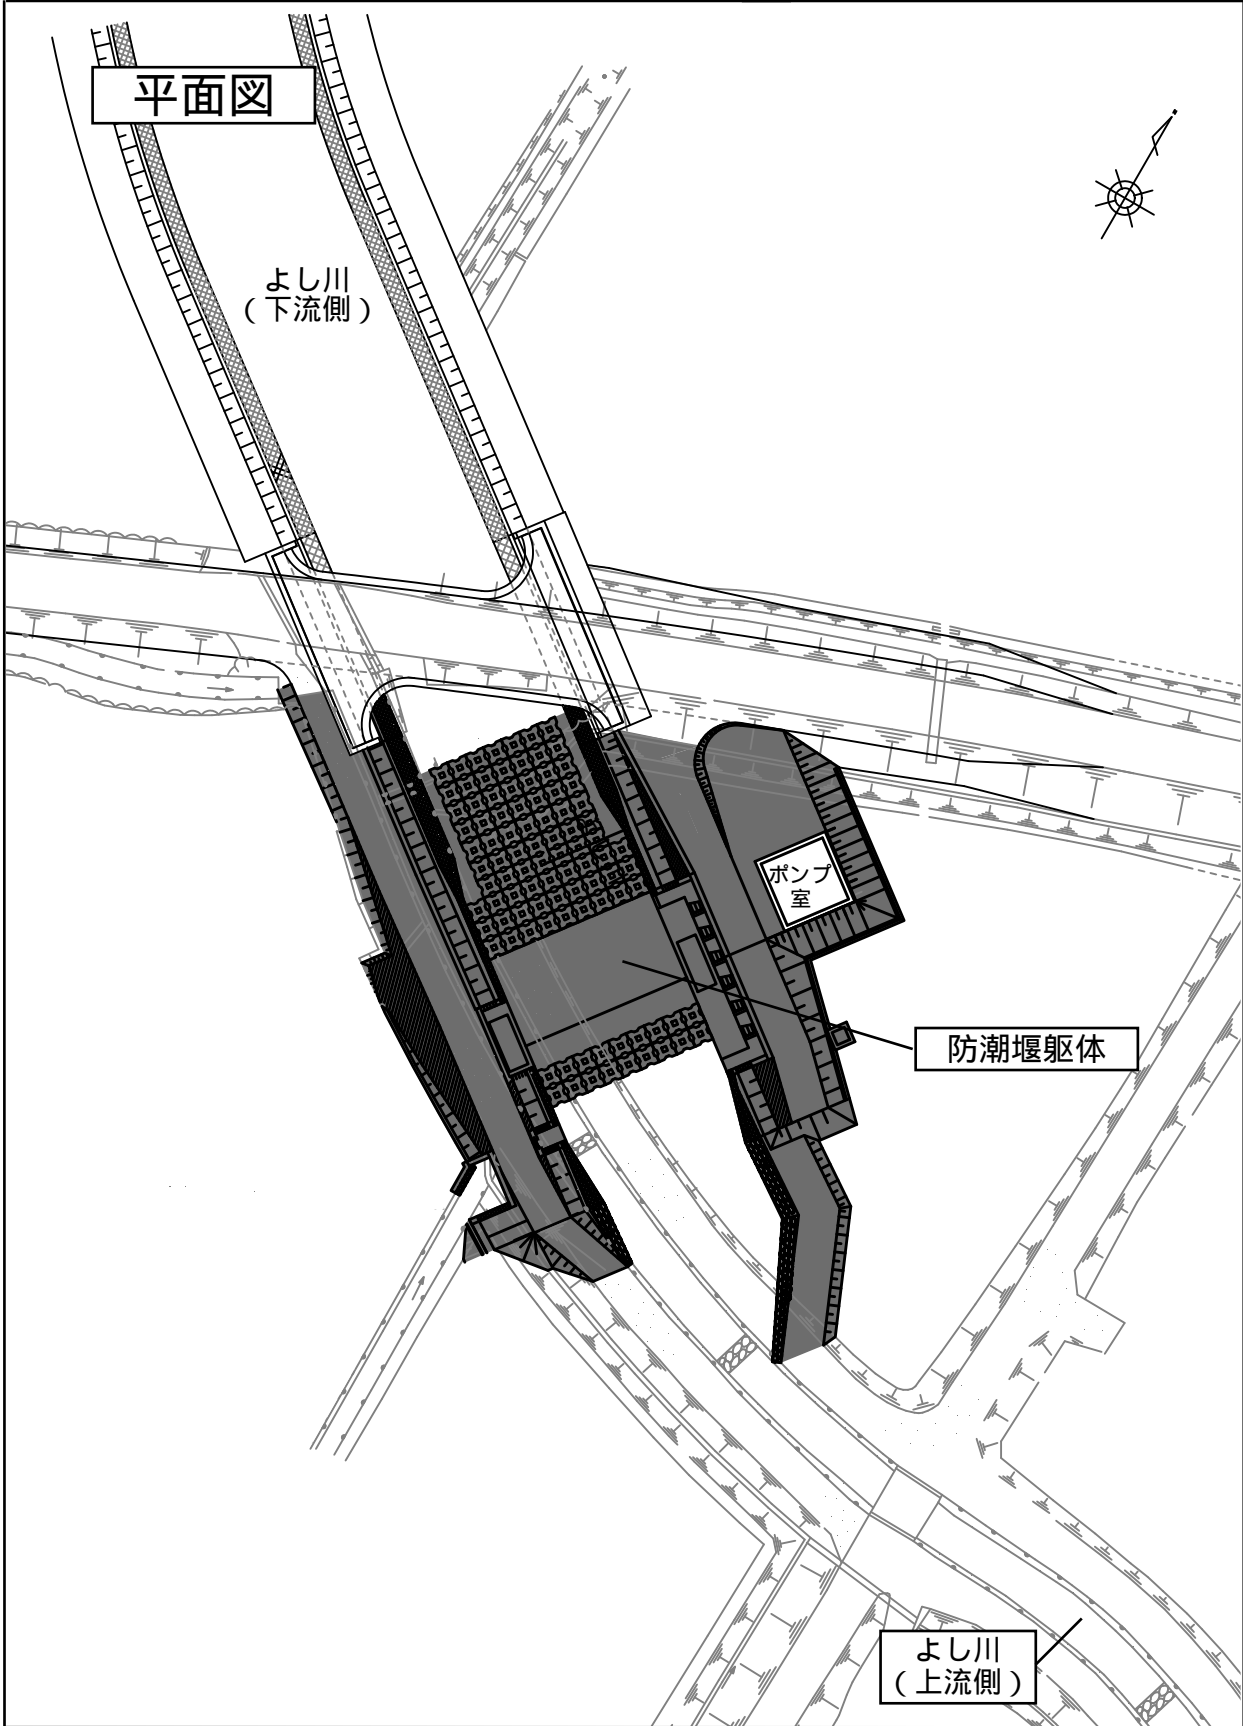 平面図
よし川
（下流側）
ポンプ
室
防潮堰躯体
よし川
（上流側）